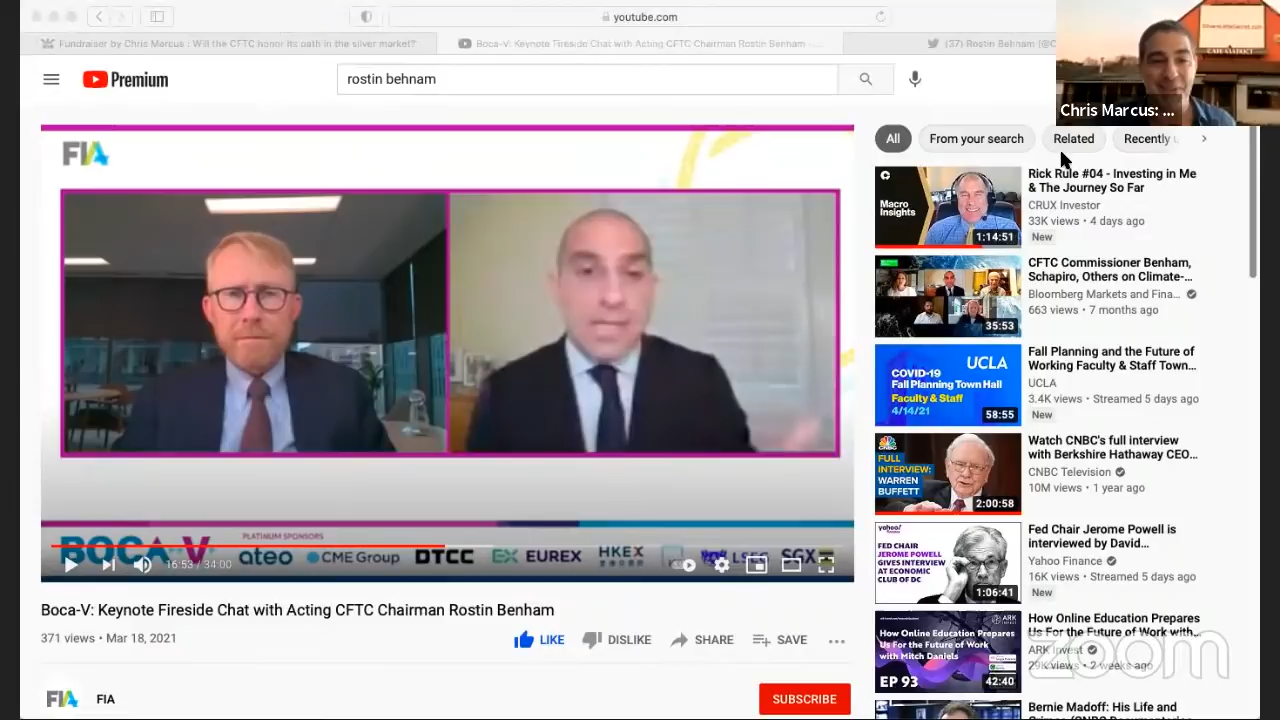 youtube.com
Fundraiser by Chris Marcus : Will the CFTC honor its oath in the silver market?
Boca-V: Keynote Fireside Chat with Acting CFTC Chairman Rostin Behnam -...
(37) Rostin Behnam (@C
Premium
rostin behnam
Chris Marcus: ...
FIA
All
From your search
Related
Recently
Macro
Insights
1:14:51
Rick Rule #04 - Investing in Me
& The Journey So Far
CRUX Investor
33K views • 4 days ago
New
35:53
CFTC Commissioner Benham,
Schapiro, Others on Climate-...
Bloomberg Markets and Fina...
663 views • 7 months ago
UCLA
COVID-19
Fall Planning Town Hall
Faculty & Staff
4/14/21
58:55
Fall Planning and the Future of
Working Faculty & Staff Town...
UCLA
3.4K views • Streamed 5 days ago
New
FULL
INTERVIEW:
WARREN
BUFFETT
2:00:58
Watch CNBC's full interview
with Berkshire Hathaway CEO...
CNBC Television
10M views • 1 year ago
yahoo!
FED CHAIR
JEROME POWELL
GIVES INTERVIEW
AT ECONOMIC
CLUB OF DC
1:06:41
Fed Chair Jerome Powell is
interviewed by David...
Yahoo Finance
16K views • Streamed 5 days ago
New
ARK
How Online Education Prepares
Us For the Future of Work
with Mitch Daniels
EP 93
42:40
How Online Education Prepares
Us For the Future of Work with...
ARK Invest
29K views • 2 weeks ago
zoom
Bernie Madoff: His Life and
PLATINUM SPONSORS
BOCA-V
ateo
CME Group
DTCC
EUREX
HKEX
SGX
16:53 / 34:00
Boca-V: Keynote Fireside Chat with Acting CFTC Chairman Rostin Behnam
371 views • Mar 18, 2021
LIKE
DISLIKE
SHARE
SAVE
FIA
FIA
SUBSCRIBE